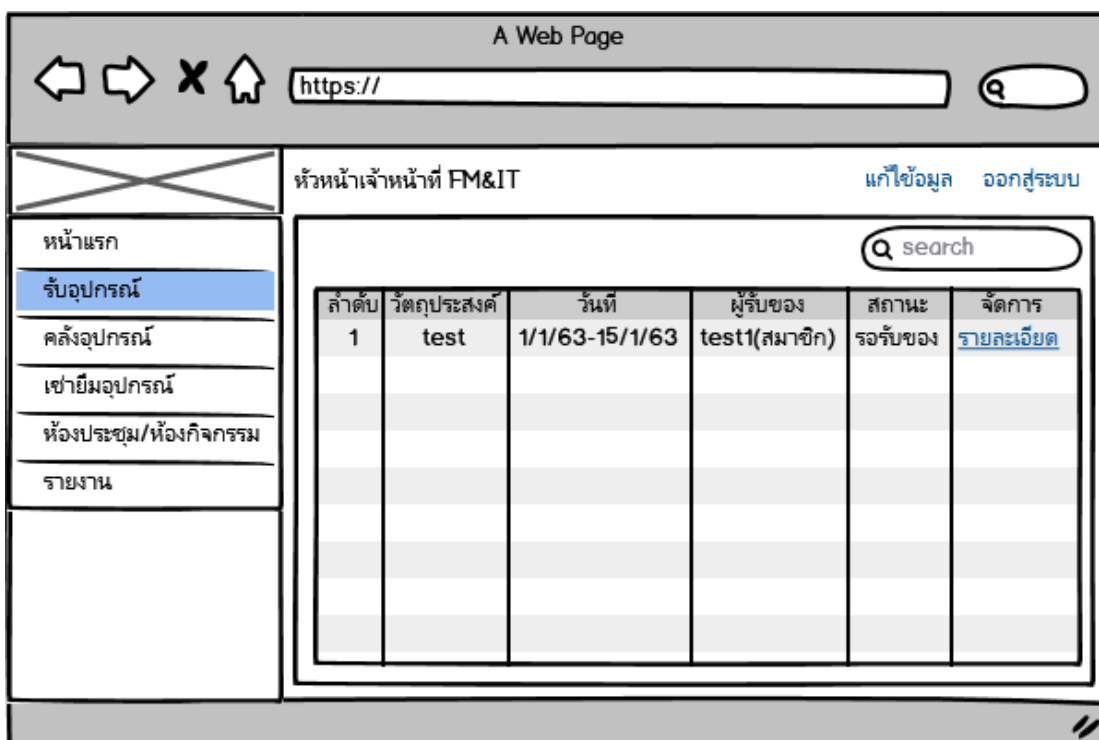 A Web Page
https://
หัวหน้าเจ้าหน้าที่ FM&IT
แก้ไข้อมูล ออกสู่ระบบ
หน้าแรก
รับอุปกรณ์
คลังอุปกรณ์
เช่ายืมอุปกรณ์
ห้องประชุม/ห้องกิจกรรม
รายงาน
search
ลำดับ วัตถุประสงค์ วันที่ ผู้รับของ สถานะ จัดการ
1 test 1/1/63-15/1/63 test1(สมาชิก) รอรับของ รายละเอียด